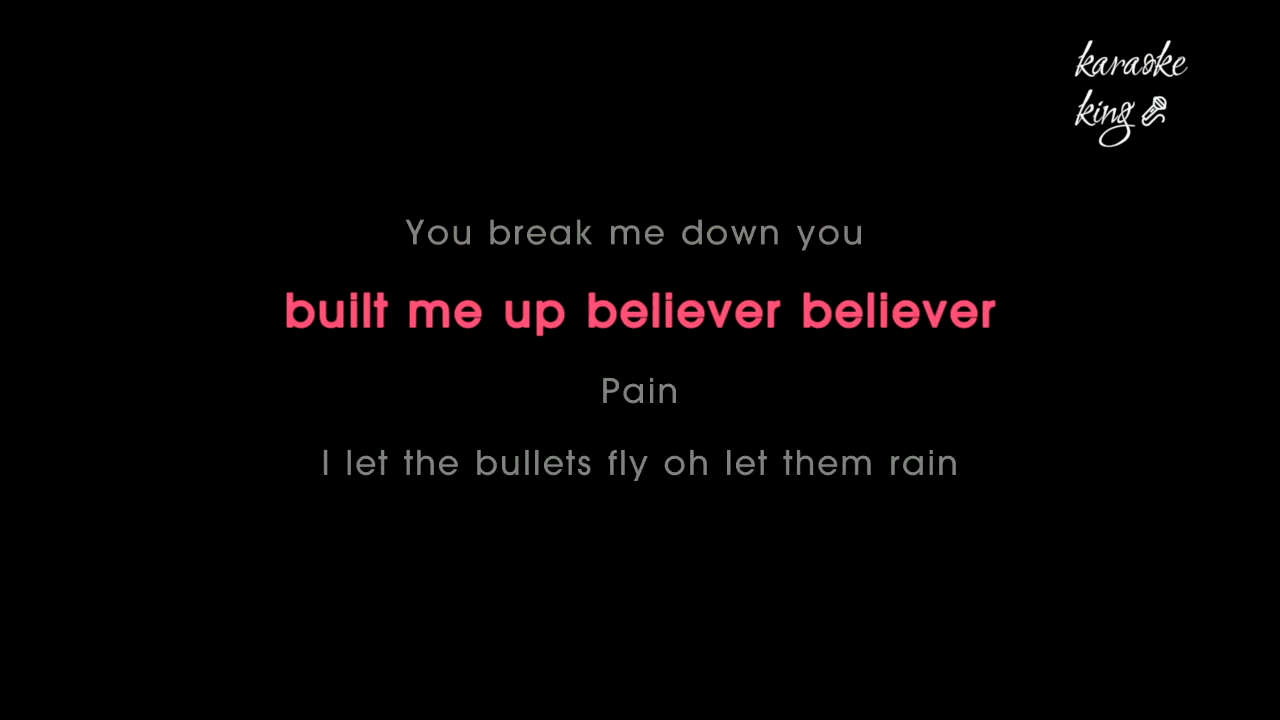 karaoke
king
You break me down you
built me up believer believer
Pain
I let the bullets fly oh let them rain